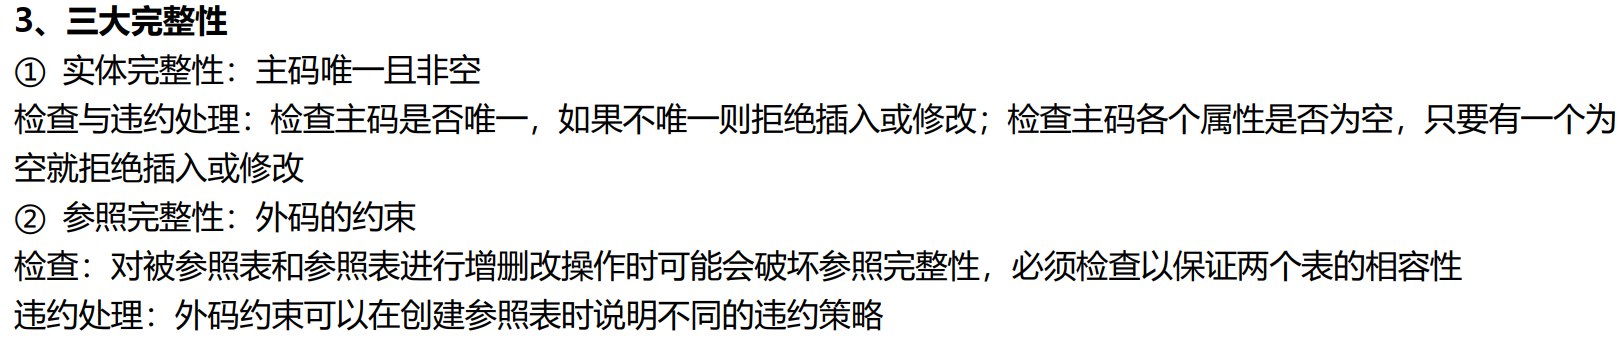 3、三大完整性
① 实体完整性：主码唯一且非空
检查与违约处理：检查主码是否唯一，如果不唯一则拒绝插入或修改；检查主码各个属性是否为空，只要有一个为
空就拒绝插入或修改
② 参照完整性：外码的约束
检查：对被参照表和参照表进行增删改操作时可能会破坏参照完整性，必须检查以保证两个表的相容性
违约处理：外码约束可以在创建参照表时说明不同的违约策略